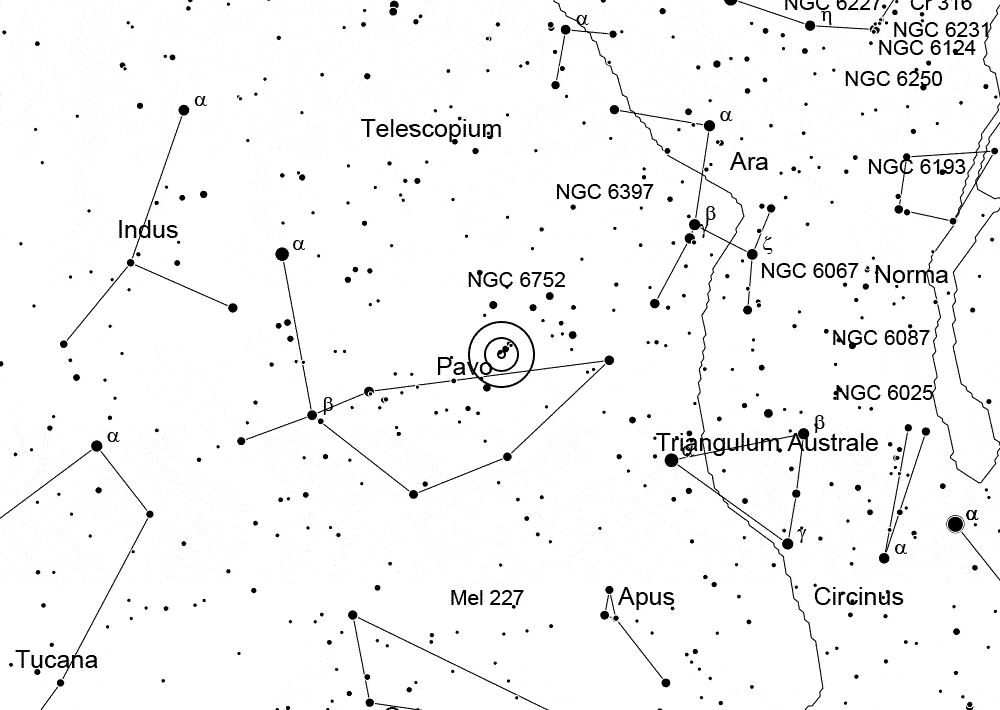 NGC 6227
Cr 316
α
η
NGC 6231
NGC 6124
NGC 6250
α
α
Telescopium
Ara
NGC 6193
NGC 6397
β
γ
Indus
α
ζ
NGC 6067
Norma
NGC 6752
NGC 6087
Pavo
NGC 6025
β
β
α
Triangulum Australe
α
α
γ
α
Mel 227
Apus
Circinus
Tucana